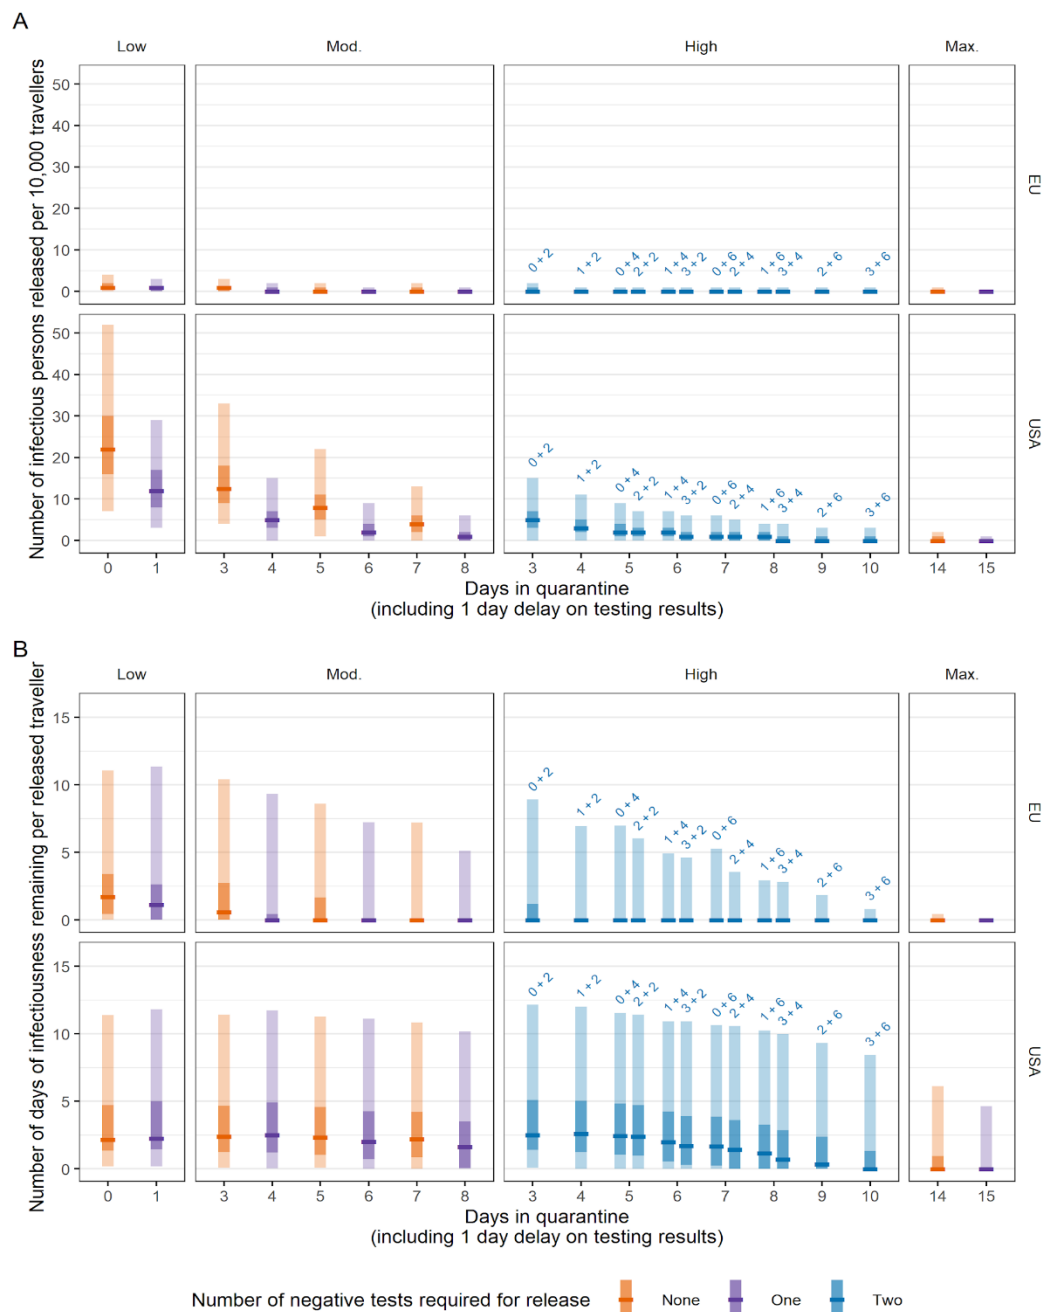 A
Low Mod. High Max.
Number of infectious persons released per 10,000 travellers
50
40
30
20
10
0
0 + 2 1 + 2 0 + 4 2 + 2 1 + 4 3 + 2 0 + 6 2 + 4 1 + 6 3 + 4 2 + 6 3 + 6
EU
50
40
30
20
10
0
0 + 2 1 + 2 0 + 4 2 + 2 1 + 4 3 + 2 0 + 6 2 + 4 1 + 6 3 + 4 2 + 6 3 + 6
USA
0 1 3 4 5 6 7 8 3 4 5 6 7 8 9 10 14 15
Days in quarantine
(including 1 day delay on testing results)
B
Low Mod. High Max.
Number of days of infectiousness remaining per released traveller
15
10
5
0
0 + 2 1 + 2 0 + 4 2 + 2 1 + 4 3 + 2 0 + 6 2 + 4 1 + 6 3 + 4 2 + 6 3 + 6
EU
15
10
5
0
0 + 2 1 + 2 0 + 4 2 + 2 1 + 4 3 + 2 0 + 6 2 + 4 1 + 6 3 + 4 2 + 6 3 + 6
USA
0 1 3 4 5 6 7 8 3 4 5 6 7 8 9 10 14 15
Days in quarantine
(including 1 day delay on testing results)
Number of negative tests required for release None One Two